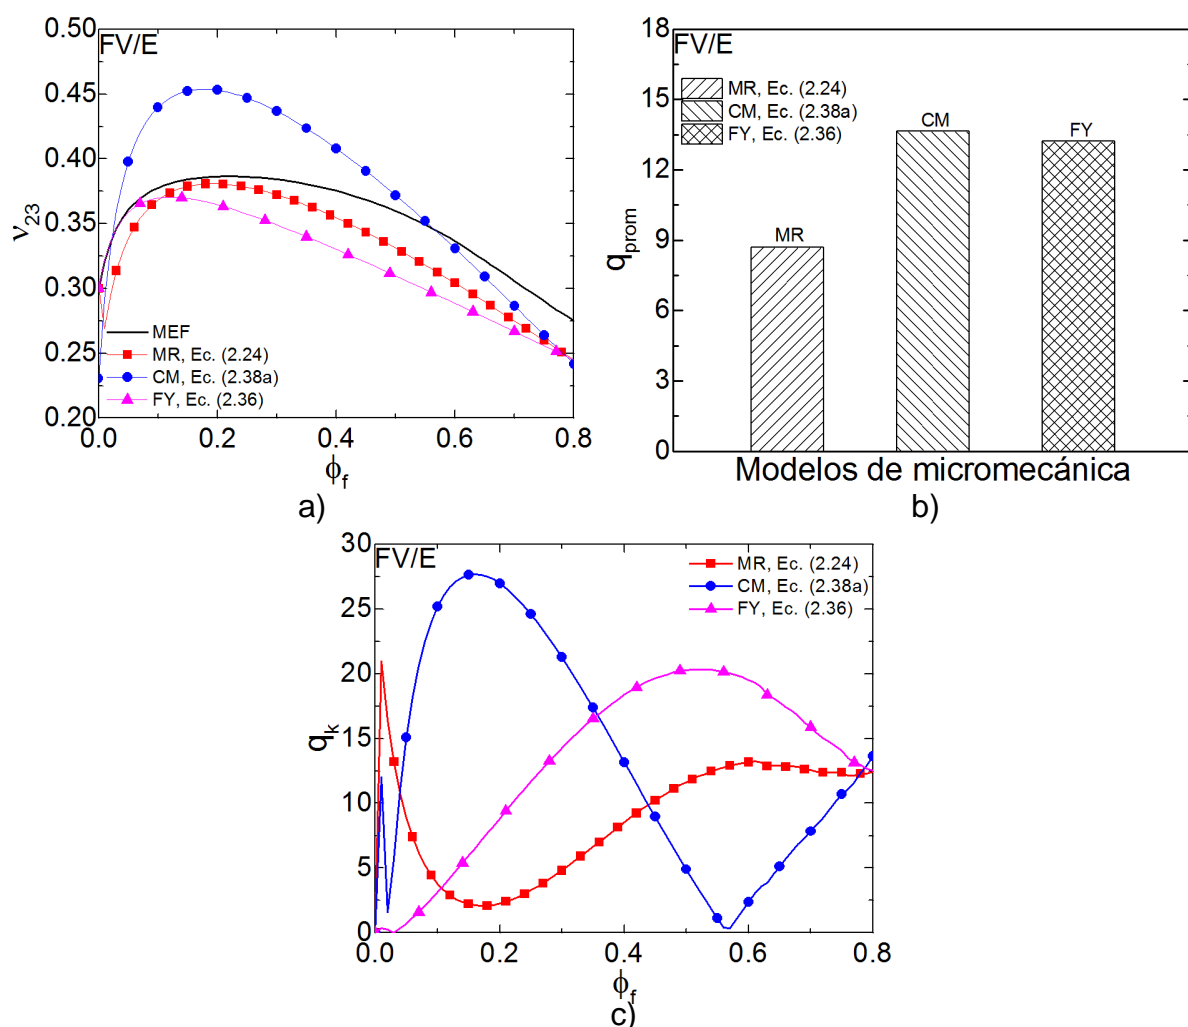 FV/E
0.50
0.45
0.40
0.35
0.30
0.25
0.20
ν23
MEF
MR, Ec. (2.24)
CM, Ec. (2.38a)
FY, Ec. (2.36)
0.0 0.2 0.4 0.6 0.8
ϕf
a)
FV/E
18
15
12
9
6
3
0
qprom
MR, Ec. (2.24)
CM, Ec. (2.38a)
FY, Ec. (2.36)
MR
CM
FY
Modelos de micromecánica
b)
FV/E
30
25
20
15
10
5
0
qk
MR, Ec. (2.24)
CM, Ec. (2.38a)
FY, Ec. (2.36)
0.0 0.2 0.4 0.6 0.8
ϕf
c)